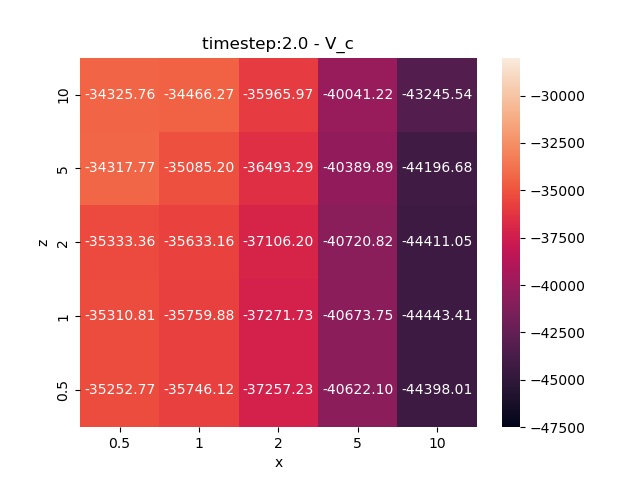 timestep:2.0 - V_c
10 -34325.76 -34466.27 -35965.97 -40041.22 -43245.54
5 -34317.77 -35085.20 -36493.29 -40389.89 -44196.68
z 2 -35333.36 -35633.16 -37106.20 -40720.82 -44411.05
1 -35310.81 -35759.88 -37271.73 -40673.75 -44443.41
0.5 -35252.77 -35746.12 -37257.23 -40622.10 -44398.01
0.5 1 2 5 10
x
−30000
−32500
−35000
−37500
−40000
−42500
−45000
−47500